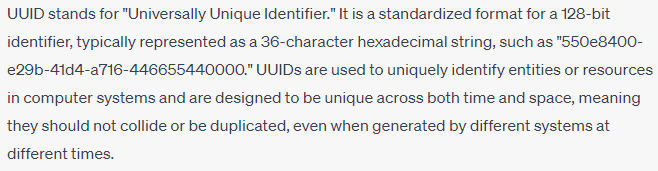 UUID stands for "Universally Unique Identifier." It is a standardized format for a 128-bit
identifier, typically represented as a 36-character hexadecimal string, such as "550e8400-
e29b-41d4-a716-446655440000." UUIDs are used to uniquely identify entities or resources
in computer systems and are designed to be unique across both time and space, meaning
they should not collide or be duplicated, even when generated by different systems at
different times.